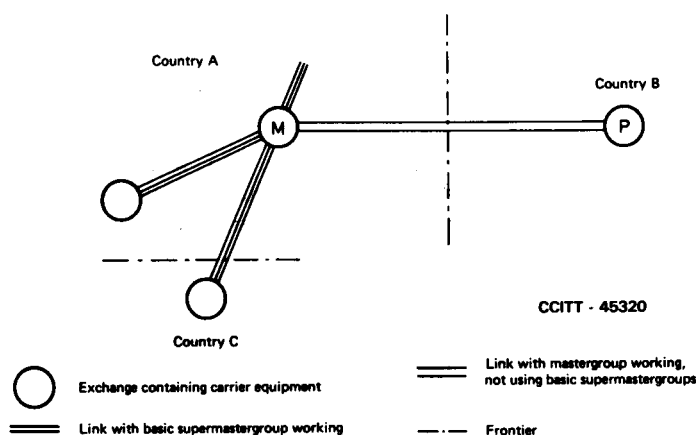 Country A
Country B
M
P
CCITT - 45320
Country C
Exchange containing carrier equipment
Link with mastergroup working,
not using basic supermastergroups
Link with basic supermastergroup working
Frontier